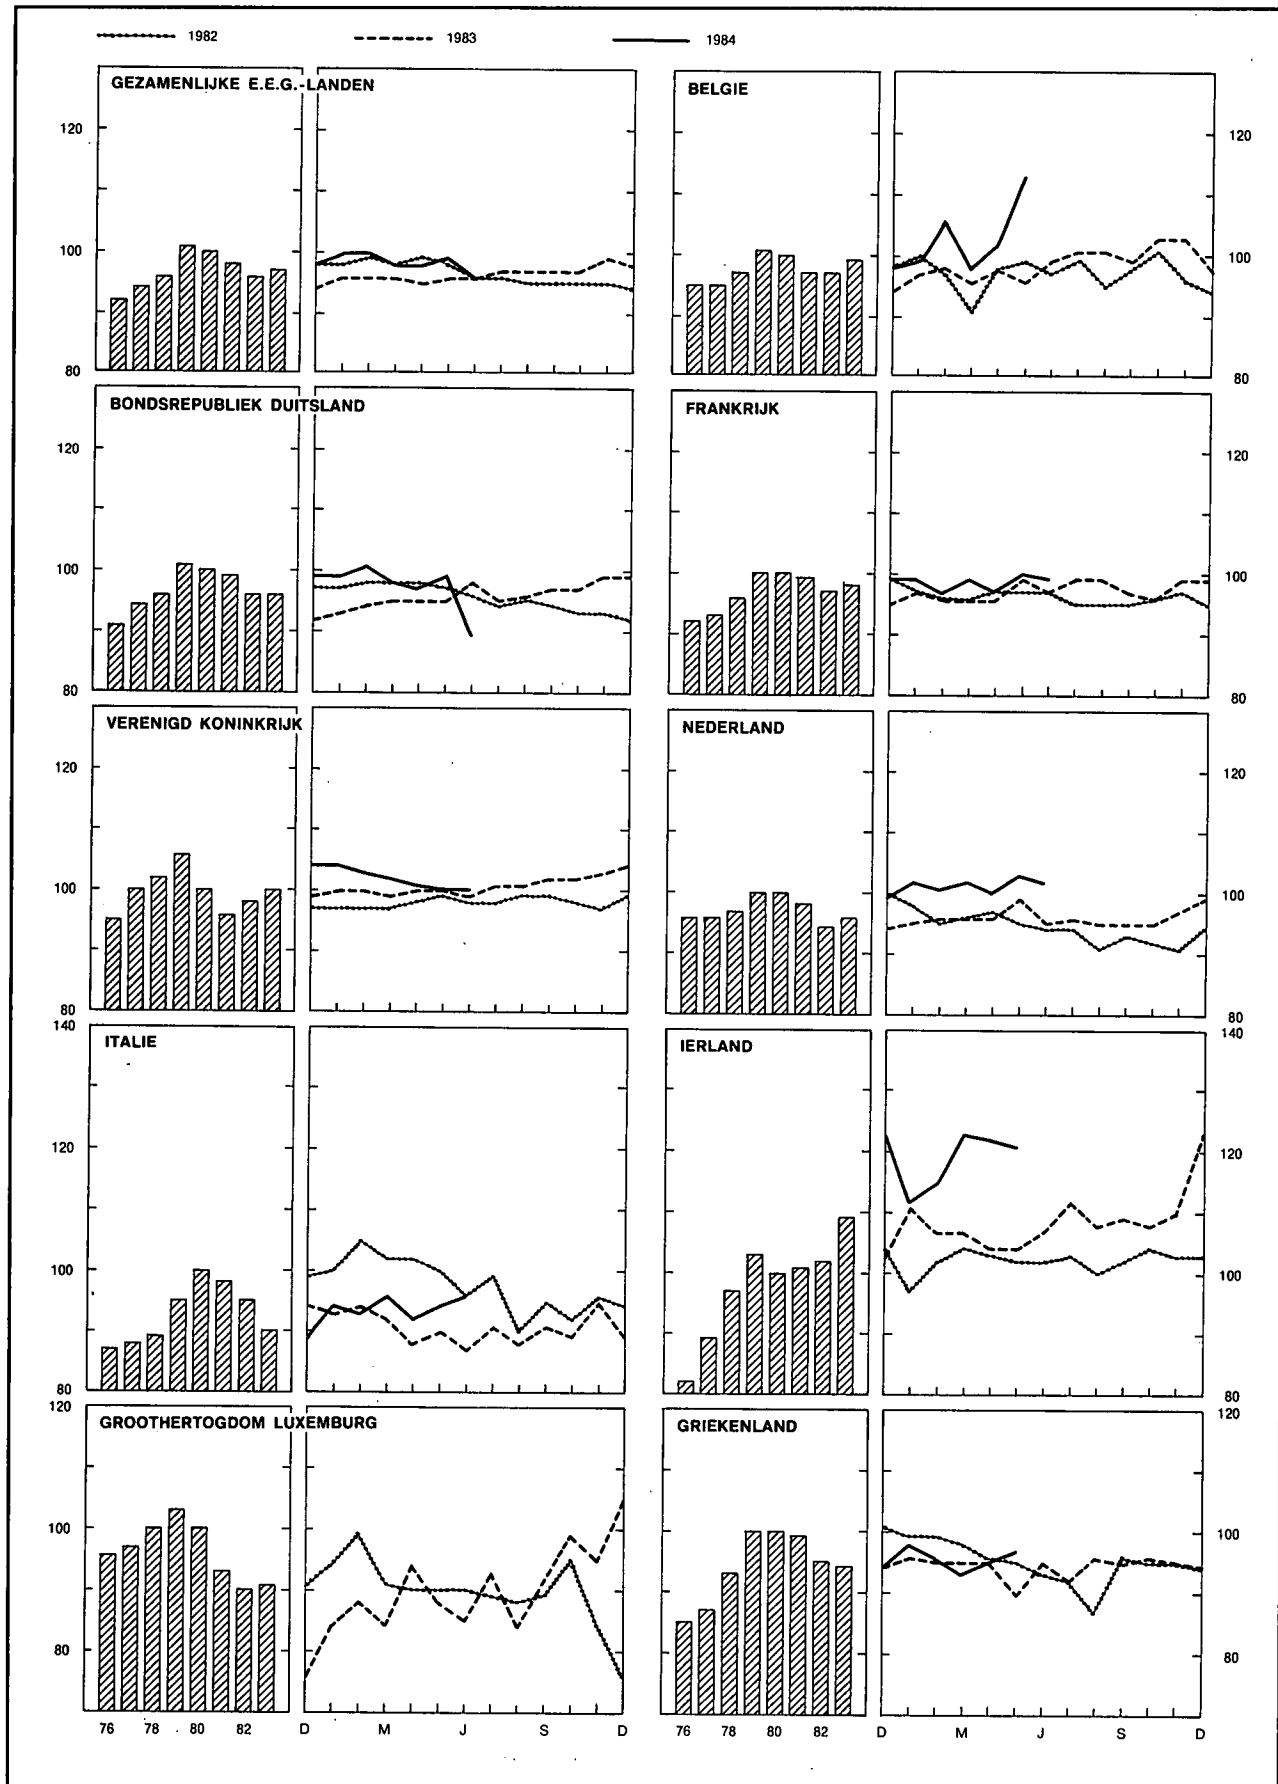 1982 1983 1984
GEZAMENLIJKE E.E.G.-LANDEN BELGIE
120 120
100 100
80 80
BONDSREPUBLIEK DUITSLAND FRANKRIJK
120 120
100 100
80 80
VERENIGD KONINKRIJK NEDERLAND
120 120
100 100
80 80
140 140
ITALIE IERLAND
120 120
100 100
80 80
120 120
GROOTHERTOGDOM LUXEMBURG GRIEKENLAND
100 100
80 80
76 78 80 82 D M J S D 76 78 80 82 D M J S D